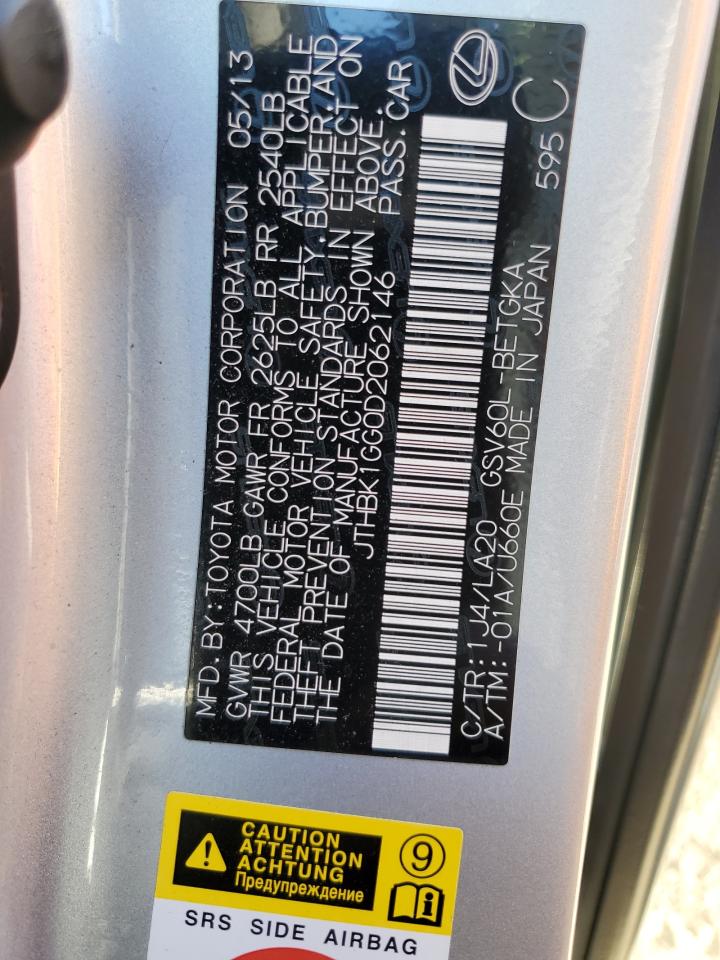 MFD.BY:TOYOTA MOTOR CORPORATION 05/13
GVWR 4700LB GAWR FR 2625LB RR 2540LB
THIS VEHICLE CONFORMS TO ALL APPLICABLE
FEDERAL MOTOR VEHICLE SAFETY,BUMPER,AND
THEFT PREVENTION STANDARDS IN EFFECT ON
THE DATE OF MANUFACTURE SHOWN ABOVE.
JTHBK1GG0D2062146 PASS.CAR
C/TR:1J4/LA20 GSV60L-BETGKA
A/TM:-01A/U660E MADE IN JAPAN 595 C
CAUTION
ATTENTION
ACHTUNG
Предупреждение
9
i
SRS SIDE AIRBAG